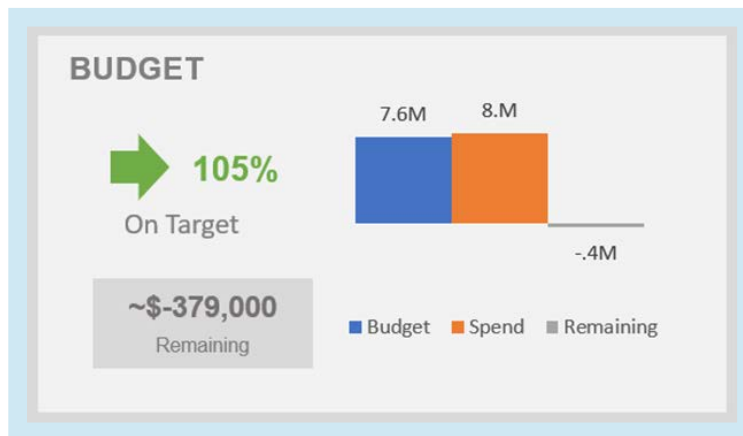 BUDGET
105%
On Target
~$-379,000
Remaining
7.6M
8.M
-.4M
Budget
Spend
Remaining